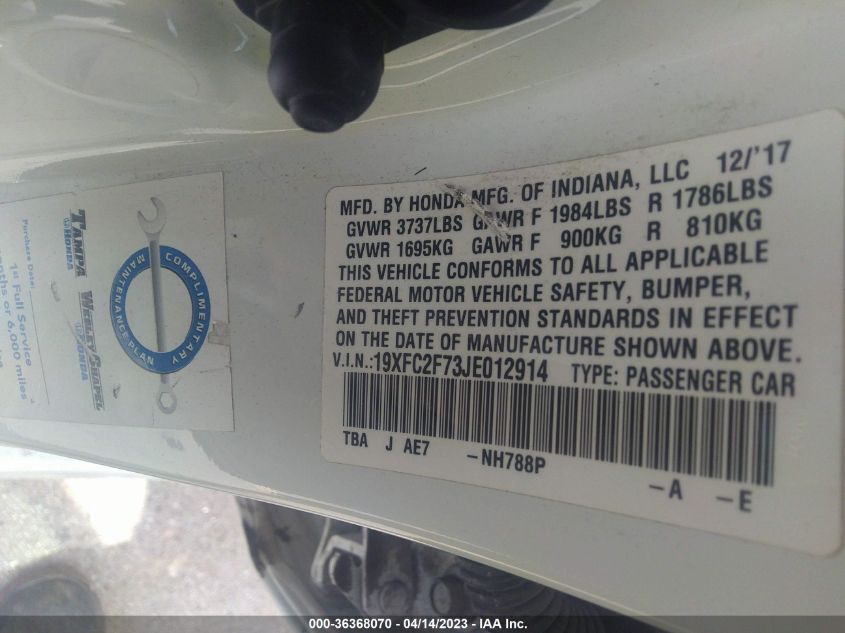 MFD. BY HONDA MFG. OF INDIANA, LLC 12/'17
GVWR 3737LBS GAWR F 1984LBS R 1786LBS
GVWR 1695KG GAWR F 900KG R 810KG
THIS VEHICLE CONFORMS TO ALL APPLICABLE
FEDERAL MOTOR VEHICLE SAFETY, BUMPER,
AND THEFT PREVENTION STANDARDS IN EFFECT
ON THE DATE OF MANUFACTURE SHOWN ABOVE.
V.I.N.:19XFC2F73JE012914 TYPE: PASSENGER CAR
TBA J AE7 -NH788P
-A -E
TAMPA WESLEY CHAPEL
HONDA HONDA
COMPLIMENTARY
MAINTENANCE PLAN
Purchase Date:
1st Full Service
or 6,000 miles
000-36368070 - 04/14/2023 - IAA Inc.